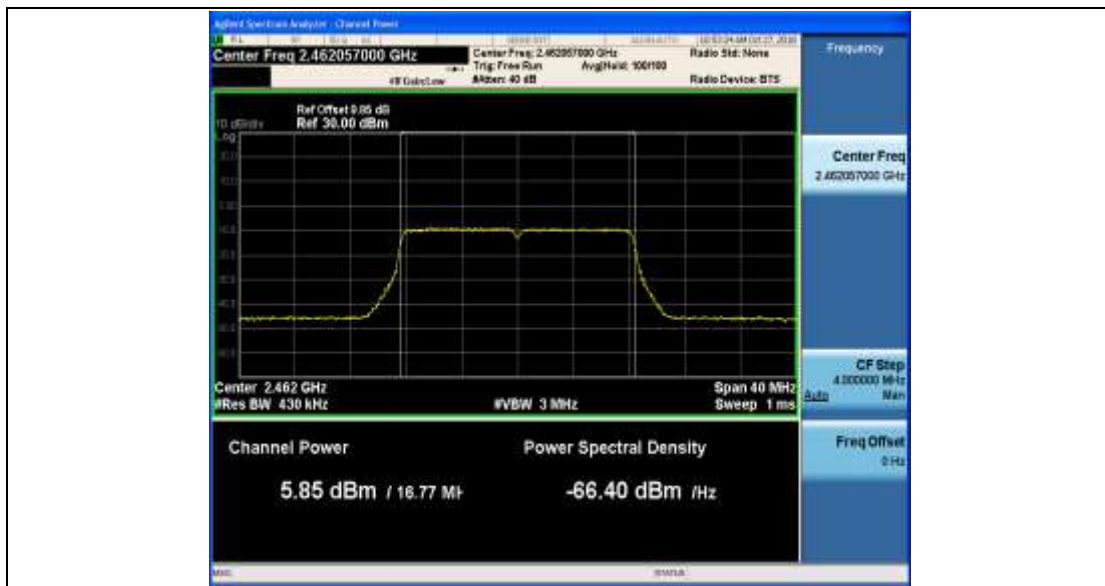 Agilent Spectrum Analyzer - Channel Power
Center Freq 2.462057000 GHz
Center Freq: 2.462057000 GHz
Radio Std: None
Trig: Free Run
Avg|Hold: 100/100
#IFGain:Low
#Atten: 40 dB
Radio Device: BTS
Ref Offset 9.85 dB
10 dB/div
Ref 30.00 dBm
Log
Center 2.462 GHz
Span 40 MHz
#Res BW 430 kHz
#VBW 3 MHz
Sweep 1 ms
Channel Power
Power Spectral Density
5.85 dBm / 16.77 MH
-66.40 dBm /Hz
MSG
STATUS
Frequency
Center Freq
2.462057000 GHz
CF Step
4.000000 MHz
Auto Man
Freq Offset
0 Hz